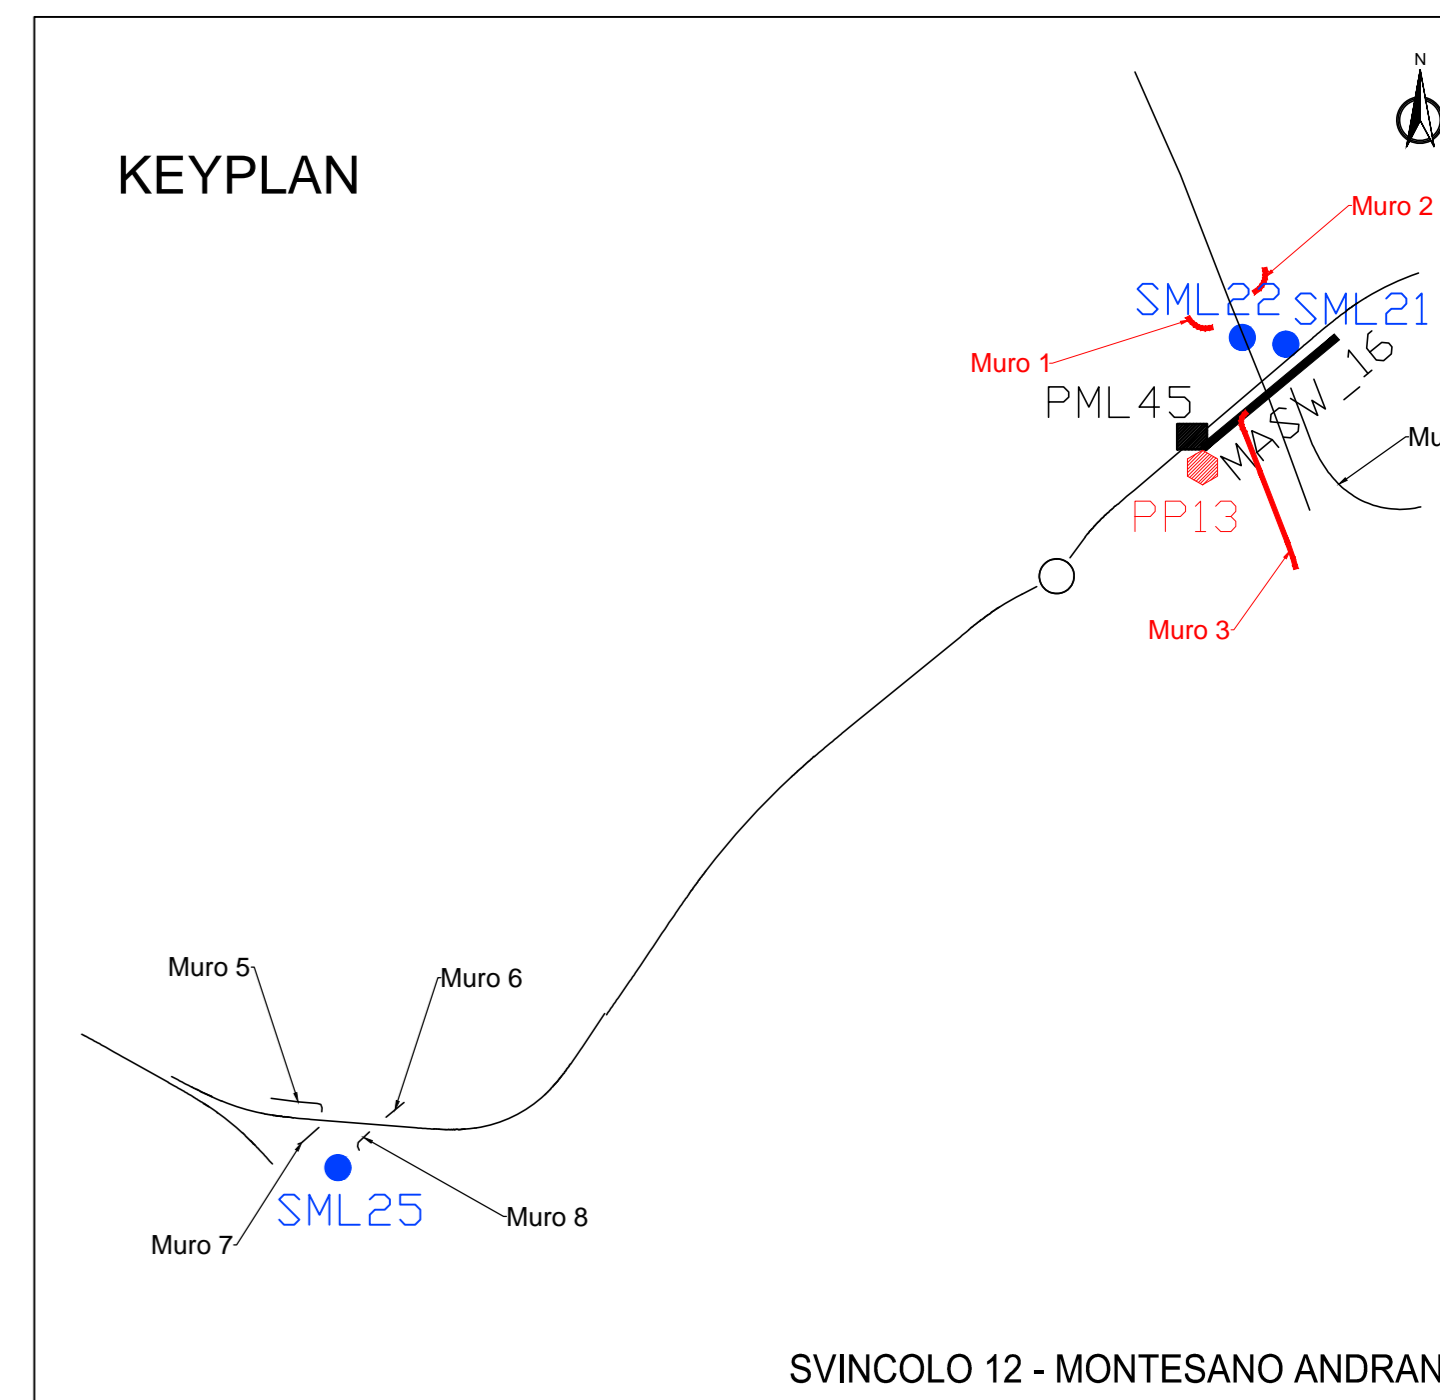 N
KEYPLAN
Muro 2
SML22
SML21
Muro 1
MASW_16
PML45
Mu
PP13
Muro 3
Muro 5
Muro 6
SML25
Muro 8
Muro 7
SVINCOLO 12 - MONTESANO ANDRAN